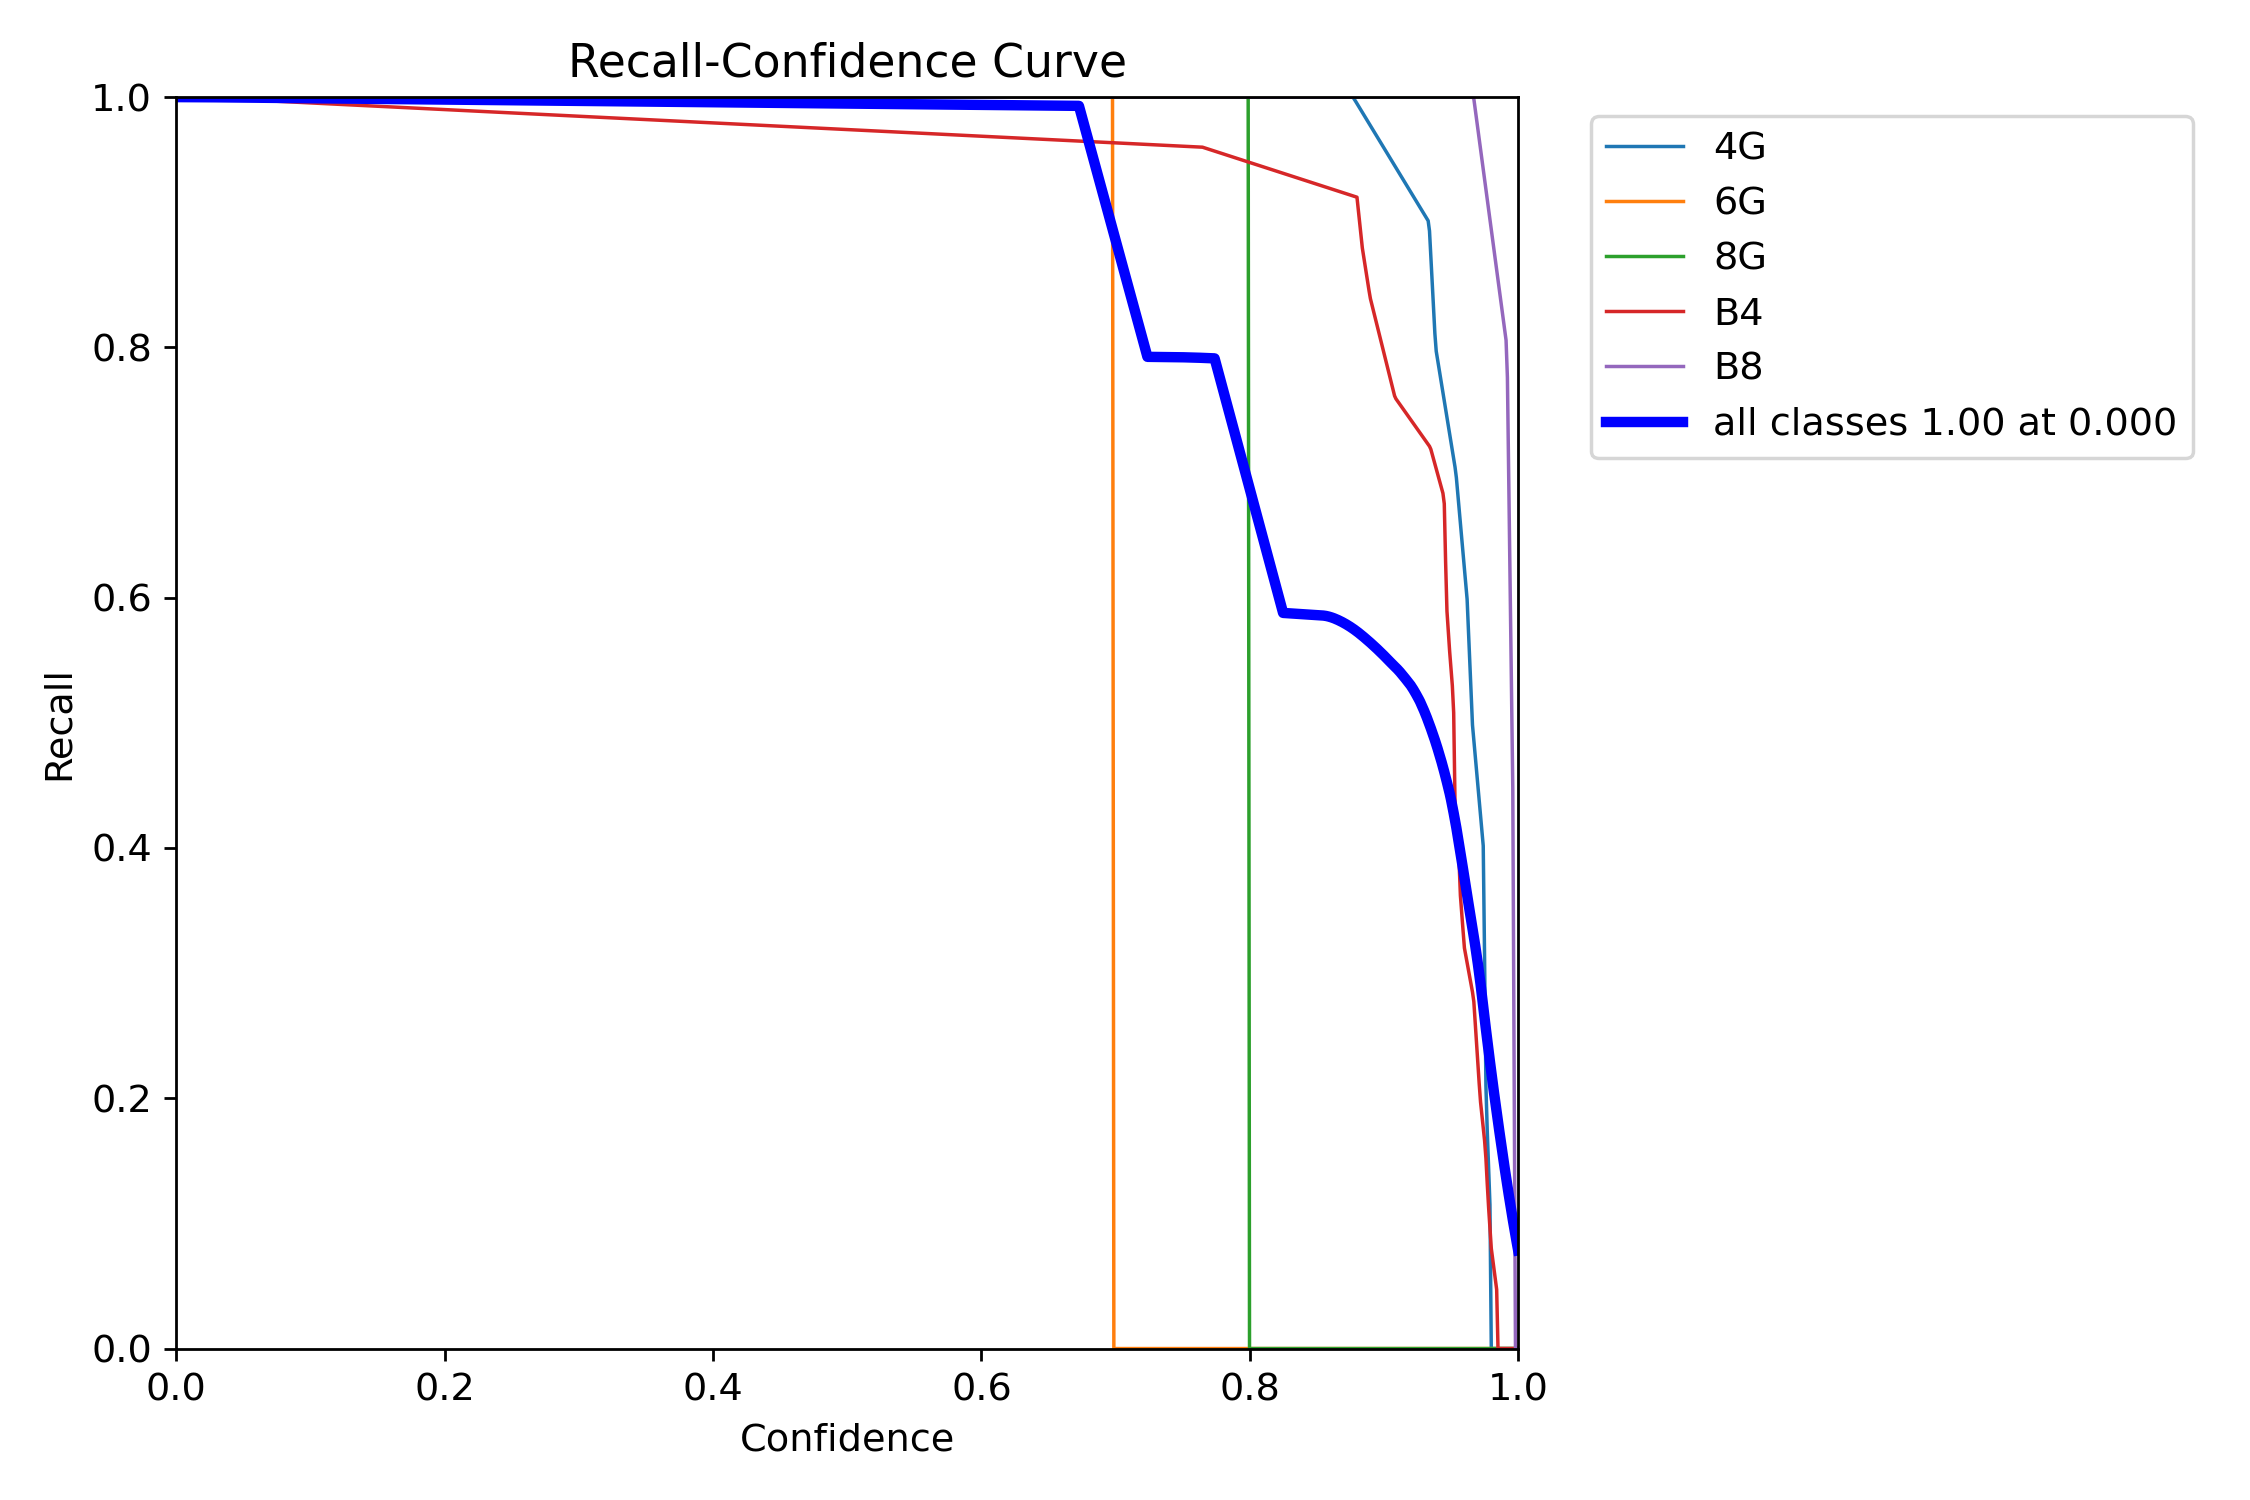 Recall-Confidence Curve
1.0
0.8
0.6
0.4
0.2
0.0
Recall
0.0 0.2 0.4 0.6 0.8 1.0
Confidence
4G
6G
8G
B4
B8
all classes 1.00 at 0.000